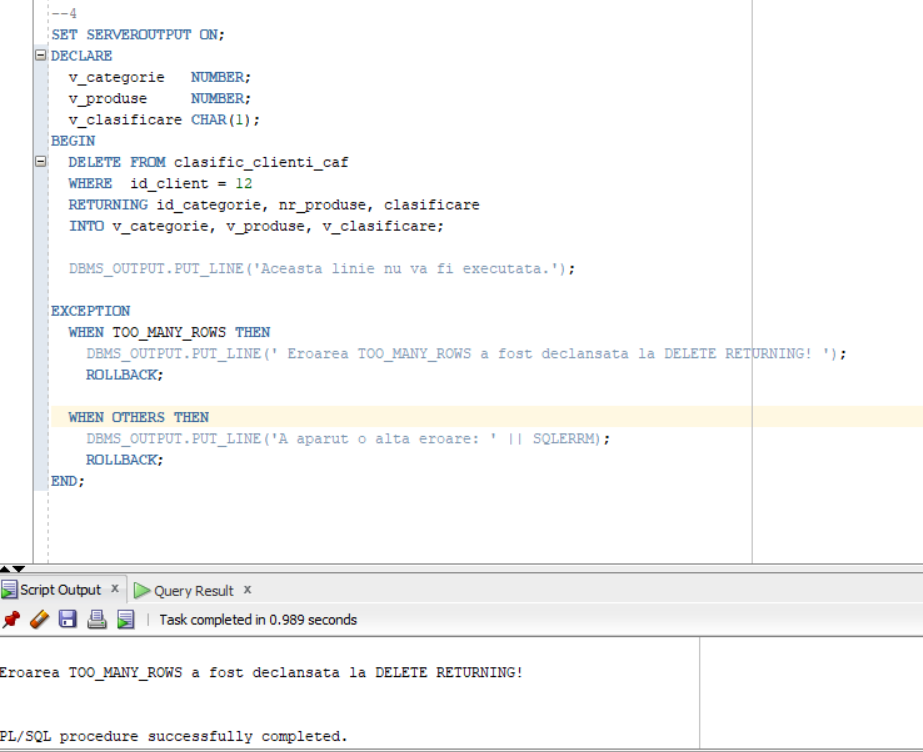 --4
SET SERVEROUTPUT ON;
DECLARE
v_categorie NUMBER;
v_produse NUMBER;
v_clasificare CHAR(1);
BEGIN
DELETE FROM clasific_clienti_caf
WHERE id_client = 12
RETURNING id_categorie, nr_produse, clasificare
INTO v_categorie, v_produse, v_clasificare;
DBMS_OUTPUT.PUT_LINE('Aceasta linie nu va fi executata.');
EXCEPTION
WHEN TOO_MANY_ROWS THEN
DBMS_OUTPUT.PUT_LINE(' Eroarea TOO_MANY_ROWS a fost declansata la DELETE RETURNING! ');
ROLLBACK;
WHEN OTHERS THEN
DBMS_OUTPUT.PUT_LINE('A aparut o alta eroare: ' || SQLERRM);
ROLLBACK;
END;
Script Output x Query Result x
Task completed in 0.989 seconds
Eroarea TOO_MANY_ROWS a fost declansata la DELETE RETURNING!
PL/SQL procedure successfully completed.